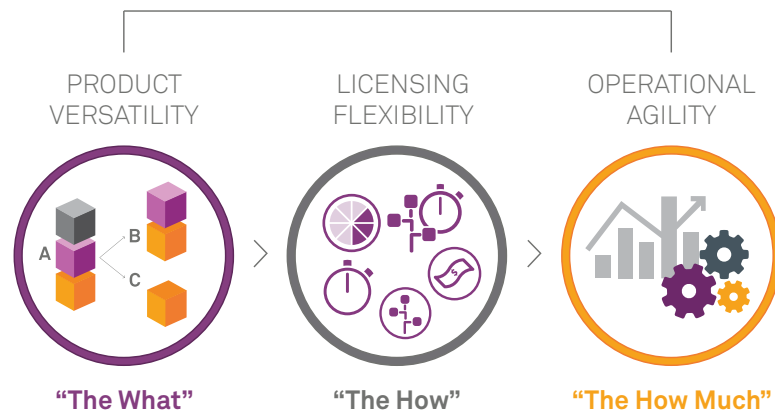 PRODUCT
VERSATILITY
LICENSING
FLEXIBILITY
OPERATIONAL
AGILITY
A
B
C
$
“The What”
“The How”
“The How Much”